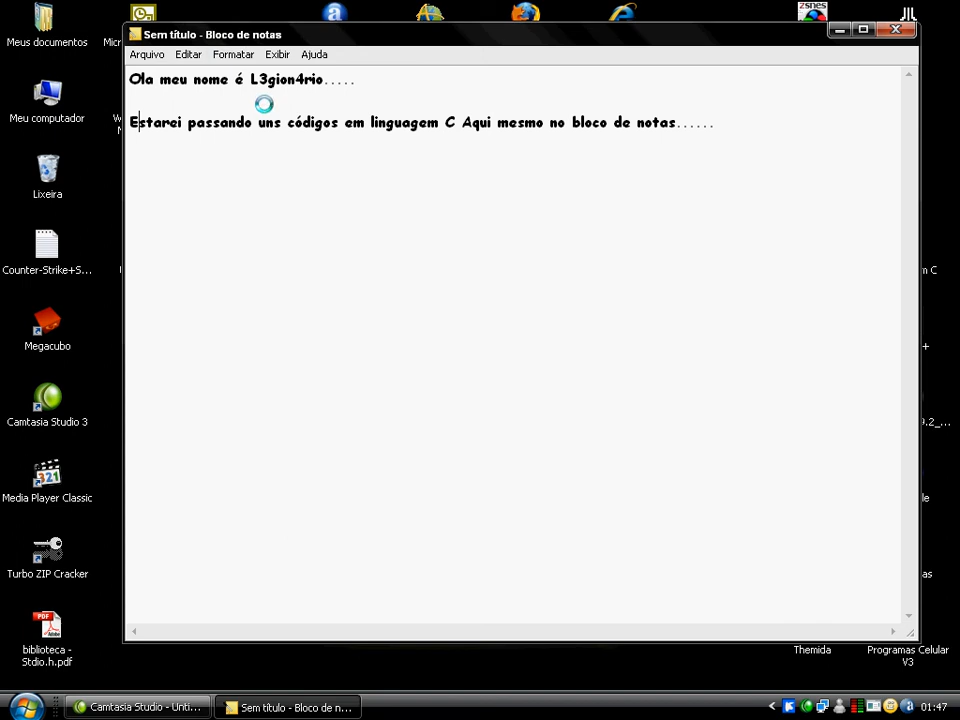 Sem título - Bloco de notas
Arquivo Editar Formatar Exibir Ajuda
Ola meu nome é L3gion4rio.....
Estarei passando uns códigos em linguagem C Aqui mesmo no bloco de notas......
Meus documentos
Meu computador
Lixeira
Counter-Strike+S...
Megacubo
Camtasia Studio 3
Media Player Classic
Turbo ZIP Cracker
PDF
biblioteca -
Stdio.h.pdf
ZSNES
m C
Themida
Programas Celular
V3
Camtasia Studio - Unti...
Sem título - Bloco de n...
01:47